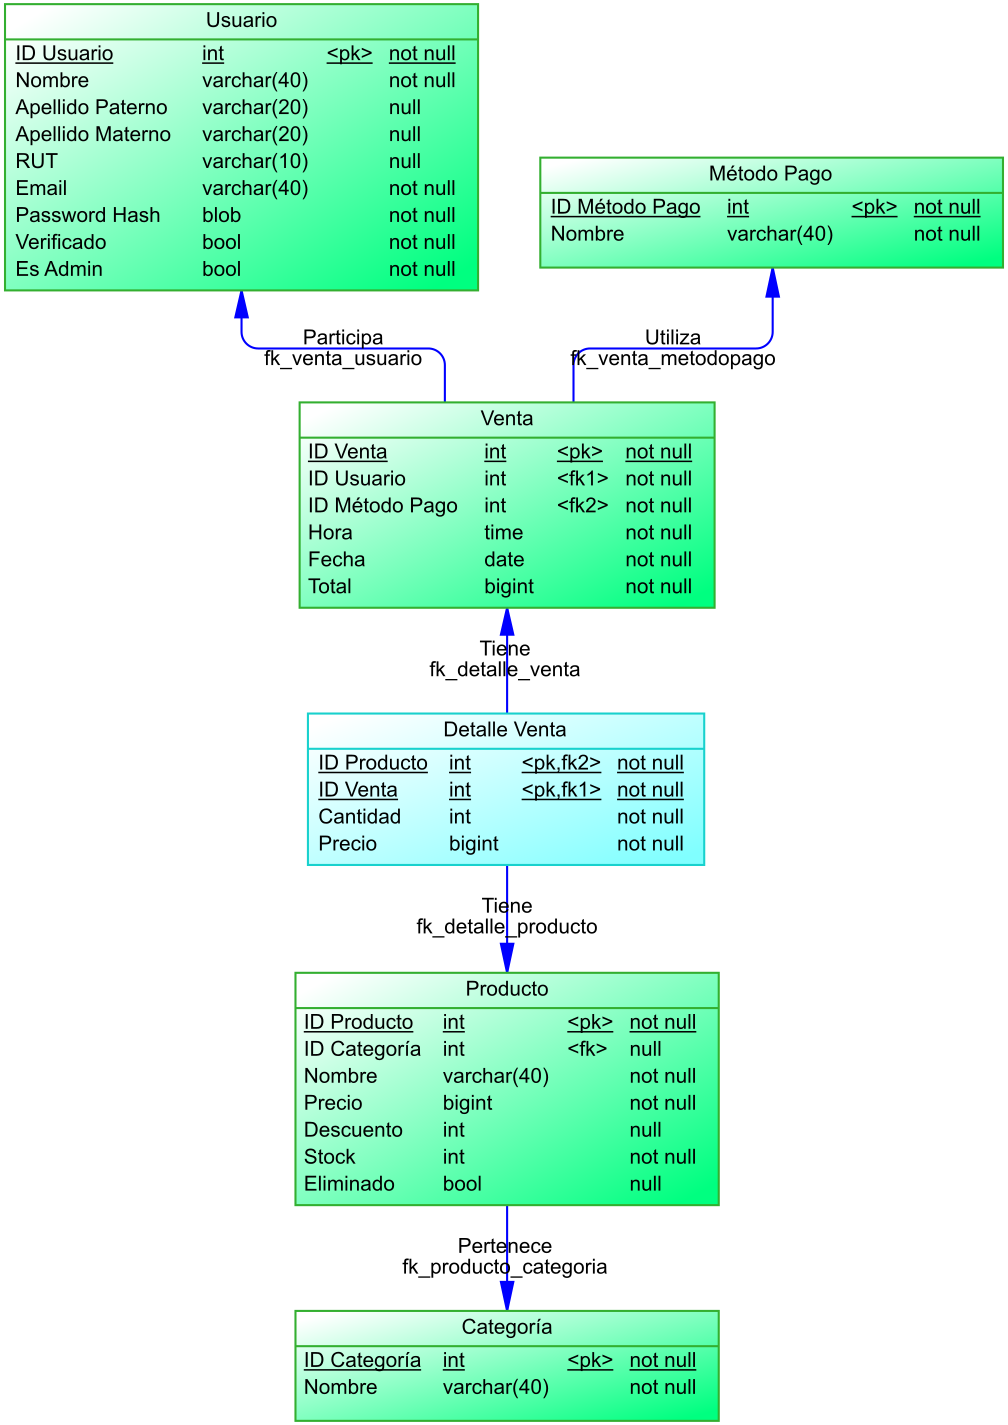 Usuario
ID Usuario int <pk> not null
Nombre varchar(40) not null
Apellido Paterno varchar(20) null
Apellido Materno varchar(20) null
RUT varchar(10) null
Email varchar(40) not null
Password Hash blob not null
Verificado bool not null
Es Admin bool not null
Método Pago
ID Método Pago int <pk> not null
Nombre varchar(40) not null
Participa
fk_venta_usuario
Utiliza
fk_venta_metodopago
Venta
ID Venta int <pk> not null
ID Usuario int <fk1> not null
ID Método Pago int <fk2> not null
Hora time not null
Fecha date not null
Total bigint not null
Tiene
fk_detalle_venta
Detalle Venta
ID Producto int <pk,fk2> not null
ID Venta int <pk,fk1> not null
Cantidad int not null
Precio bigint not null
Tiene
fk_detalle_producto
Producto
ID Producto int <pk> not null
ID Categoría int <fk> null
Nombre varchar(40) not null
Precio bigint not null
Descuento int null
Stock int not null
Eliminado bool null
Pertenece
fk_producto_categoria
Categoría
ID Categoría int <pk> not null
Nombre varchar(40) not null